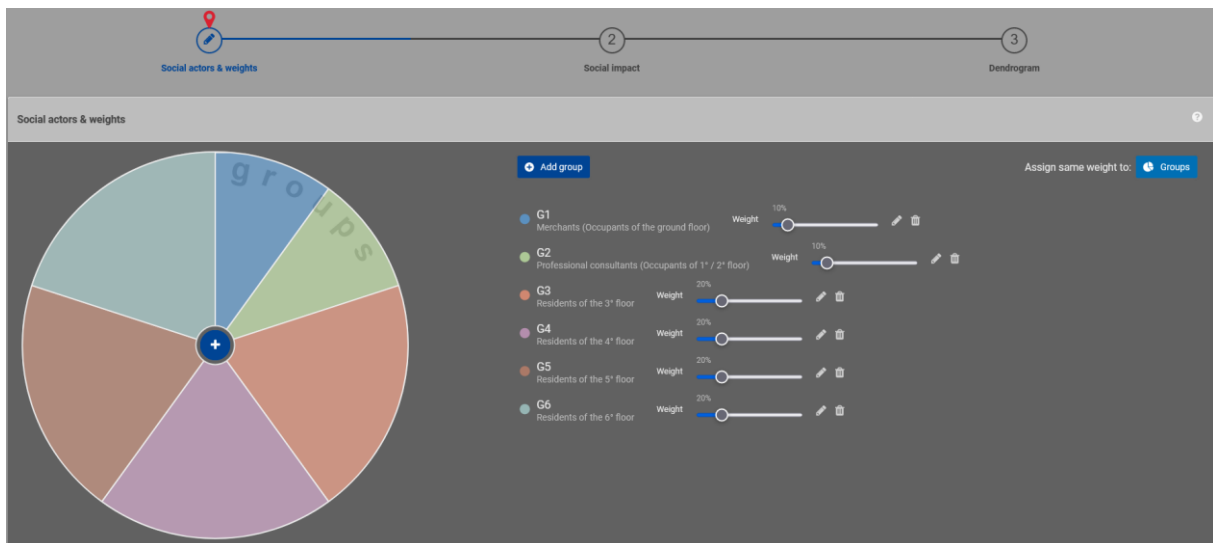 2
3
Social actors & weights
Social impact
Dendrogram
Social actors & weights
?
groups
Add group
Assign same weight to:
Groups
G1
Merchants (Occupants of the ground floor)
Weight
10%
G2
Professional consultants (Occupants of 1° / 2° floor)
Weight
10%
G3
Residents of the 3° floor
Weight
20%
G4
Residents of the 4° floor
Weight
20%
G5
Residents of the 5° floor
Weight
20%
G6
Residents of the 6° floor
Weight
20%